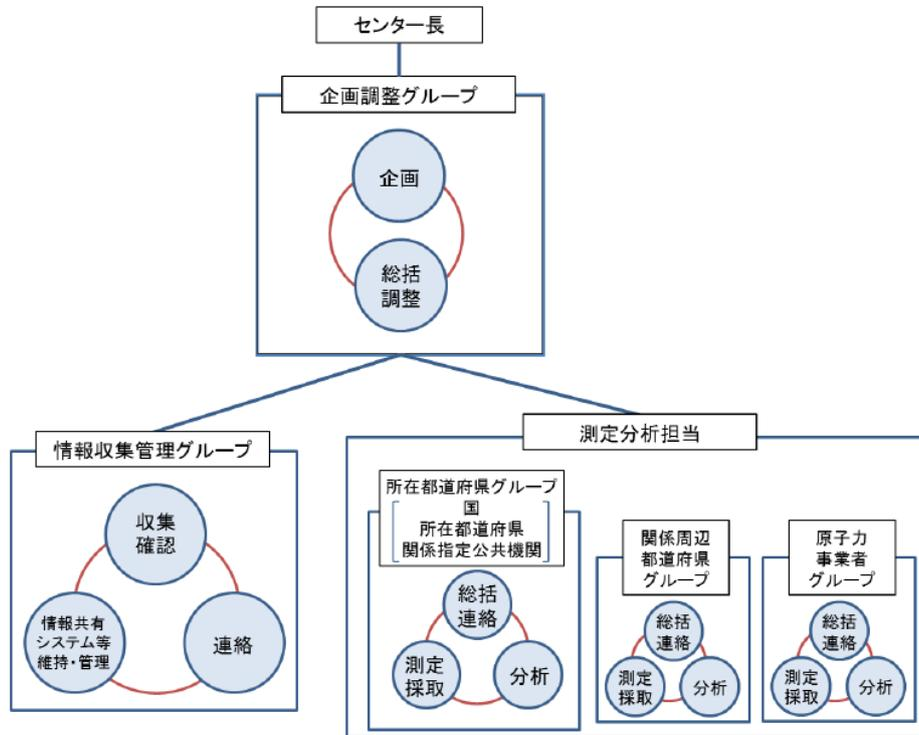 センター長
企画調整グループ
企画
総括
調整
情報収集管理グループ
収集
確認
情報共有
システム等
維持・管理
連絡
測定分析担当
所在都道府県グループ
国
所在都道府県
関係指定公共機関
総括
連絡
測定
採取
分析
関係周辺
都道府県
グループ
総括
連絡
測定
採取
分析
原子力
事業者
グループ
総括
連絡
測定
採取
分析